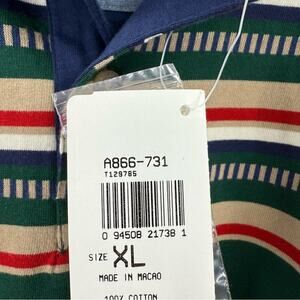 A866-731
T129785
0 94508 21738 1
SIZE XL
MADE IN MACAO
100% COTTON